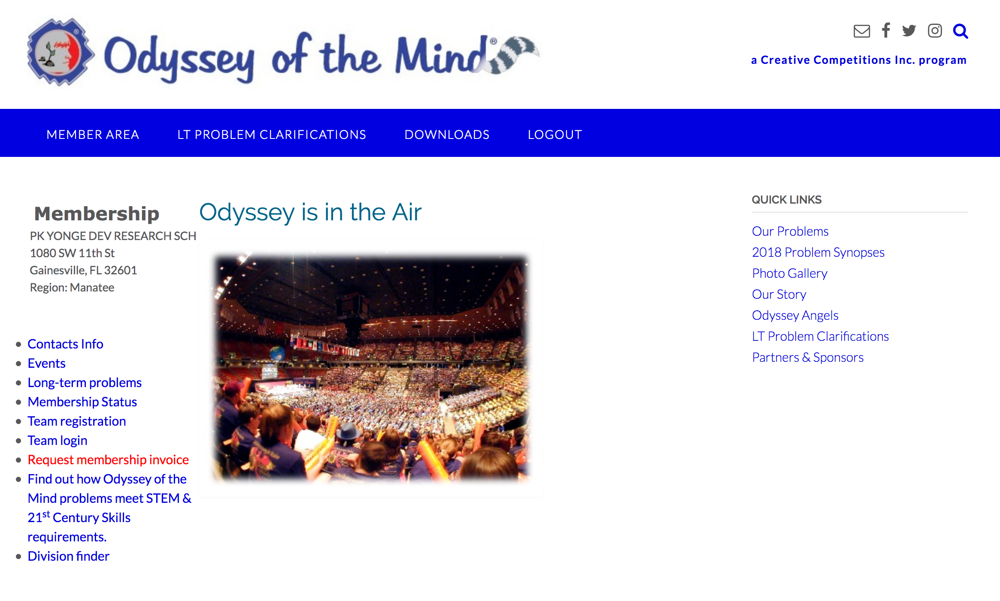 Odyssey of the Mind®
a Creative Competitions Inc. program
MEMBER AREA
LT PROBLEM CLARIFICATIONS
DOWNLOADS
LOGOUT
Membership
PK YONGE DEV RESEARCH SCH
1080 SW 11th St
Gainesville, FL 32601
Region: Manatee
Contacts Info
Events
Long-term problems
Membership Status
Team registration
Team login
Request membership invoice
Find out how Odyssey of the
Mind problems meet STEM &
21st Century Skills
requirements.
Division finder
Odyssey is in the Air
QUICK LINKS
Our Problems
2018 Problem Synopses
Photo Gallery
Our Story
Odyssey Angels
LT Problem Clarifications
Partners & Sponsors